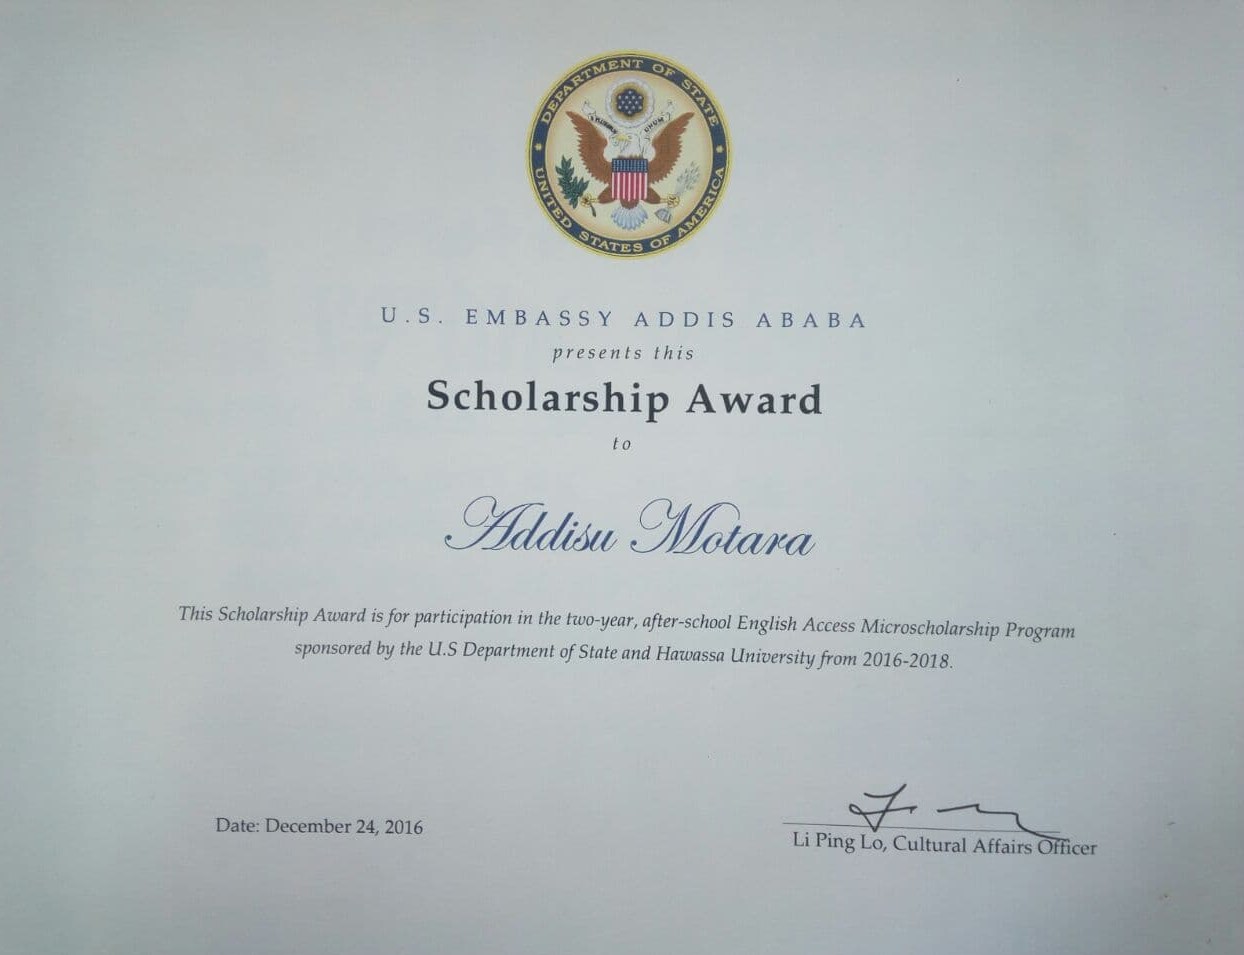 DEPARTMENT OF STATE
UNITED STATES OF AMERICA
E PLURIBUS UNUM
U.S. EMBASSY ADDIS ABABA
presents this
Scholarship Award
to
Addisu Motara
This Scholarship Award is for participation in the two-year, after-school English Access Microscholarship Program
sponsored by the U.S Department of State and Hawassa University from 2016-2018.
Date: December 24, 2016
Li Ping Lo, Cultural Affairs Officer